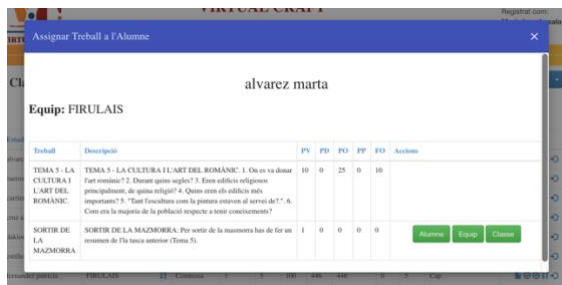 VIRTUAL CRAFT
Registrat com:
Assignar Treball a l'Alumne
×
alvarez marta
Equip: FIRULAIS
Treball Descripció PV PD PO PP FO Accions
TEMA 5 - LA TEMA 5 - LA CULTURA I L'ART DEL ROMÀNIC. 1. On es va donar 10 0 25 0 10
CULTURA I l'art romànic? 2. Durant quins segles? 3. Eren edificis religiosos
L'ART DEL principalment, de quina religió? 4. Quins eren els edificis més
ROMÀNIC. importants? 5. "Tant l'escultura com la pintura estaven al servei de?.". 6.
Com era la majoria de la població respecte a tenir coneixements?
SORTIR DE SORTIR DE LA MAZMORRA: Per sortir de la masmorra has de fer un 1 0 0 0 0 Alumne Equip Classe
LA resumen de l'la tasca anterior (Tema 5).
MAZMORRA
FIRULAIS